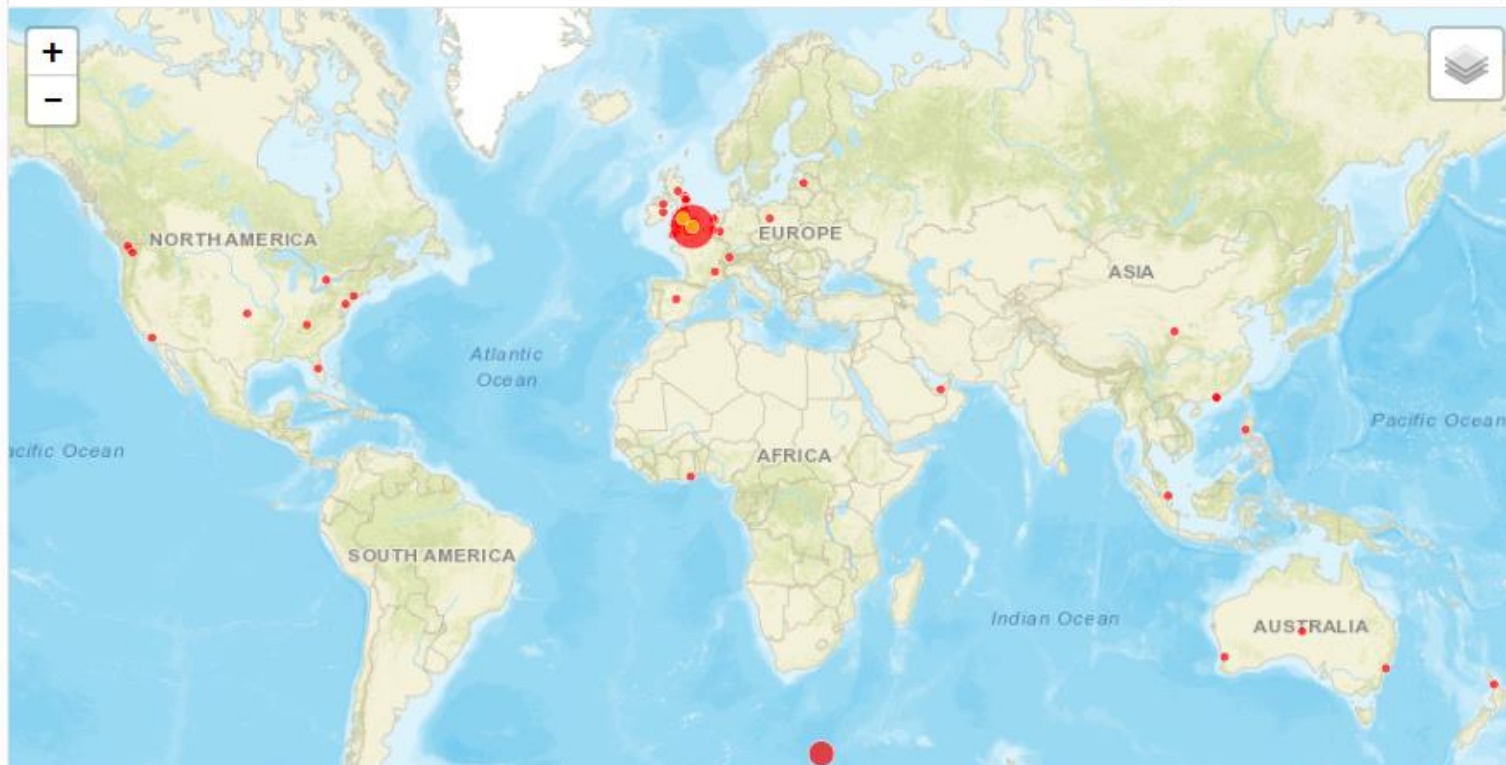 +
−
NORTH AMERICA
EUROPE
ASIA
Atlantic
Ocean
Pacific Ocean
acific Ocean
AFRICA
SOUTH AMERICA
Indian Ocean
AUSTRALIA